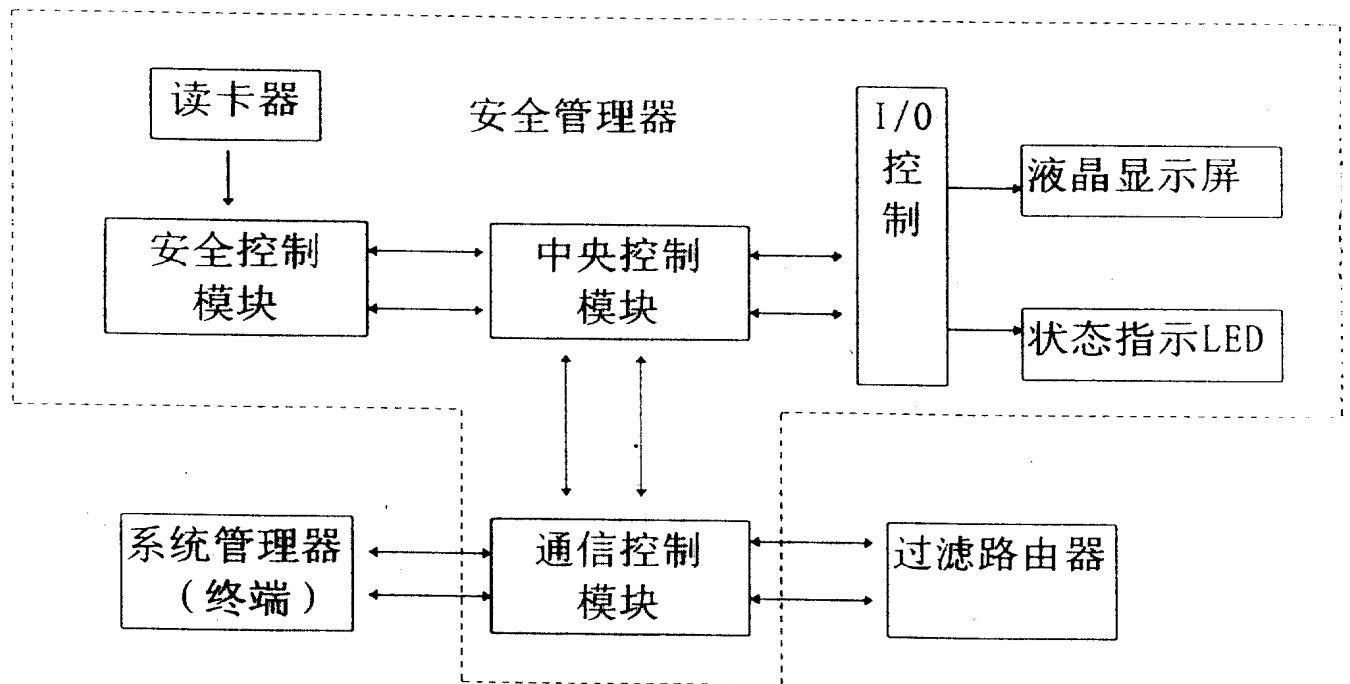 读卡器
安全管理器
I/O
控
制
液晶显示屏
安全控制
模块
中央控制
模块
状态指示LED
系统管理器
（终端）
通信控制
模块
过滤路由器